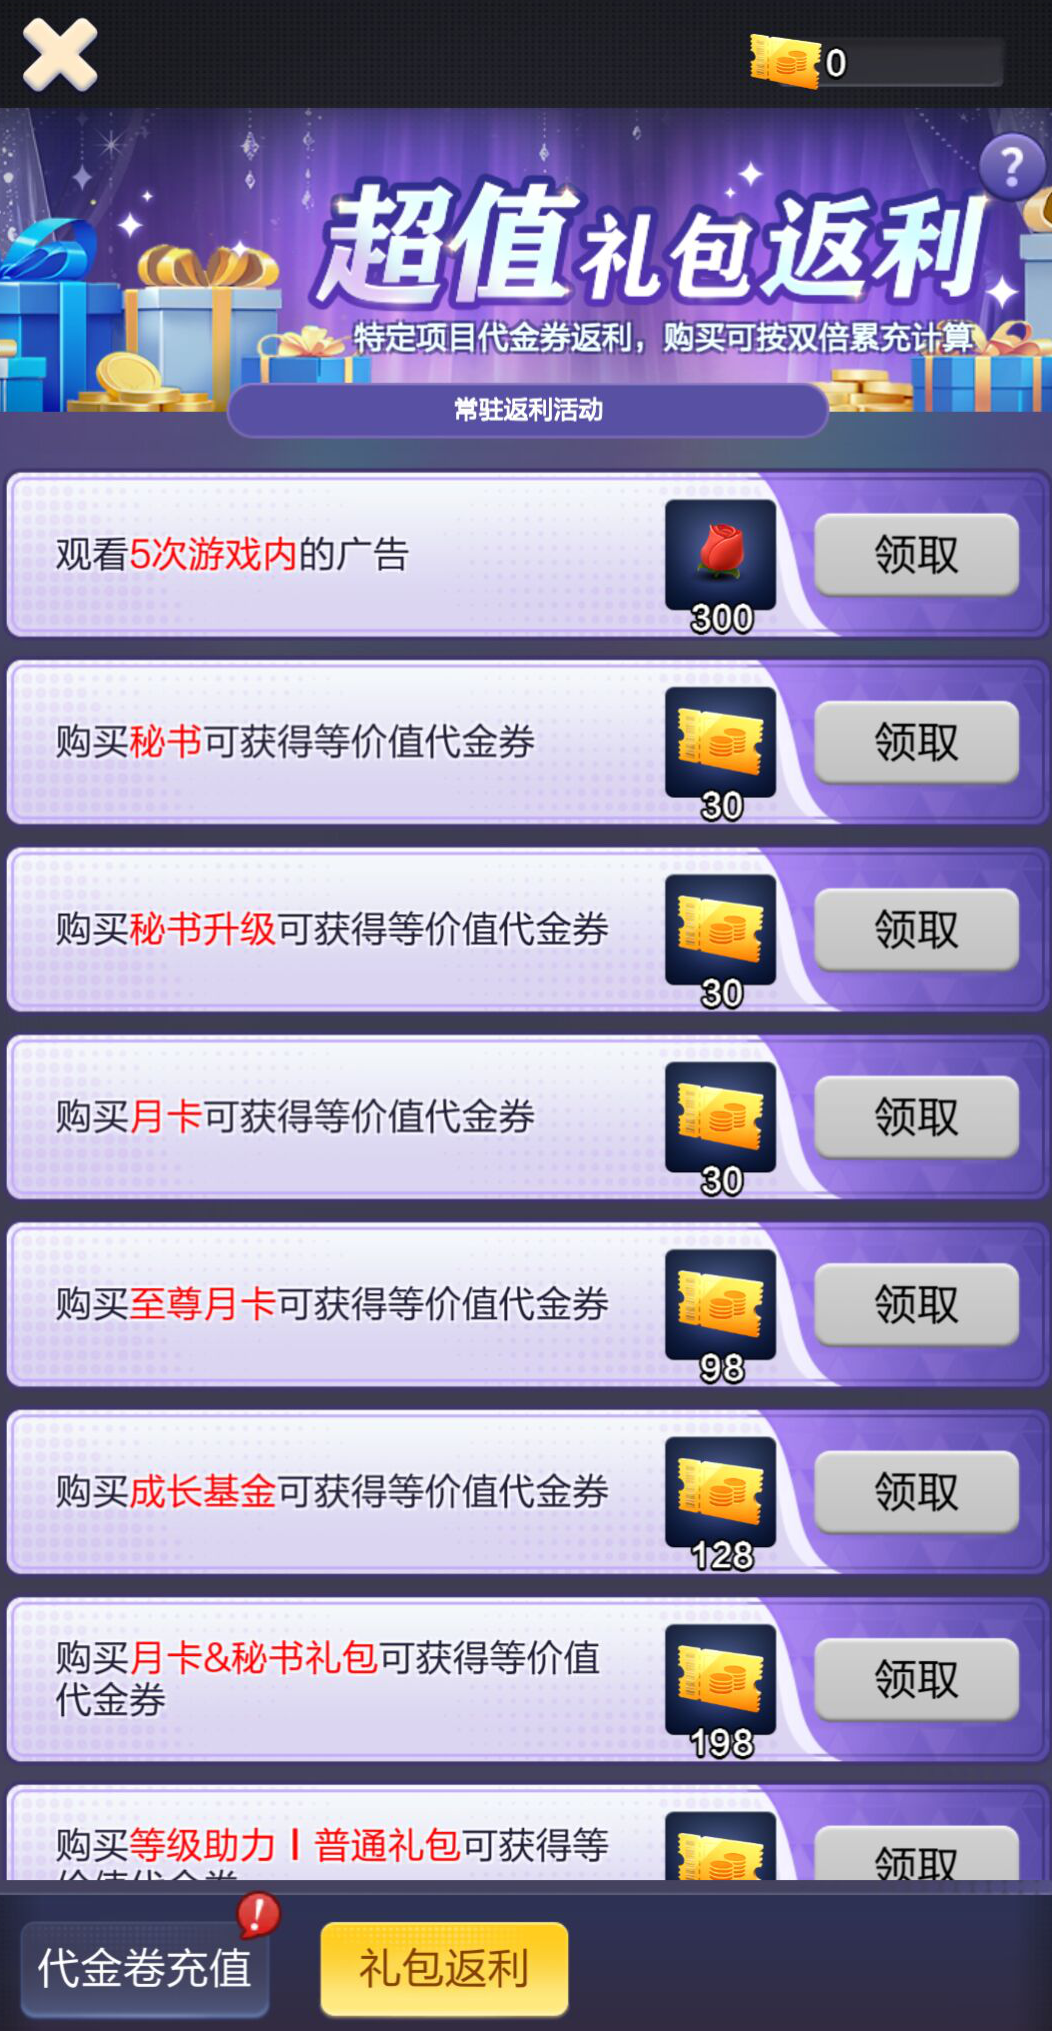 0
?
超值礼包返利
特定项目代金券返利，购买可按双倍累充计算
常驻返利活动
观看5次游戏内的广告
300
领取
购买秘书可获得等价值代金券
30
领取
购买秘书升级可获得等价值代金券
30
领取
购买月卡可获得等价值代金券
30
领取
购买至尊月卡可获得等价值代金券
98
领取
购买成长基金可获得等价值代金券
128
领取
购买月卡&秘书礼包可获得等价值
代金券
198
领取
购买等级助力丨普通礼包可获得等
价值代金券
领取
代金卷充值
!
礼包返利